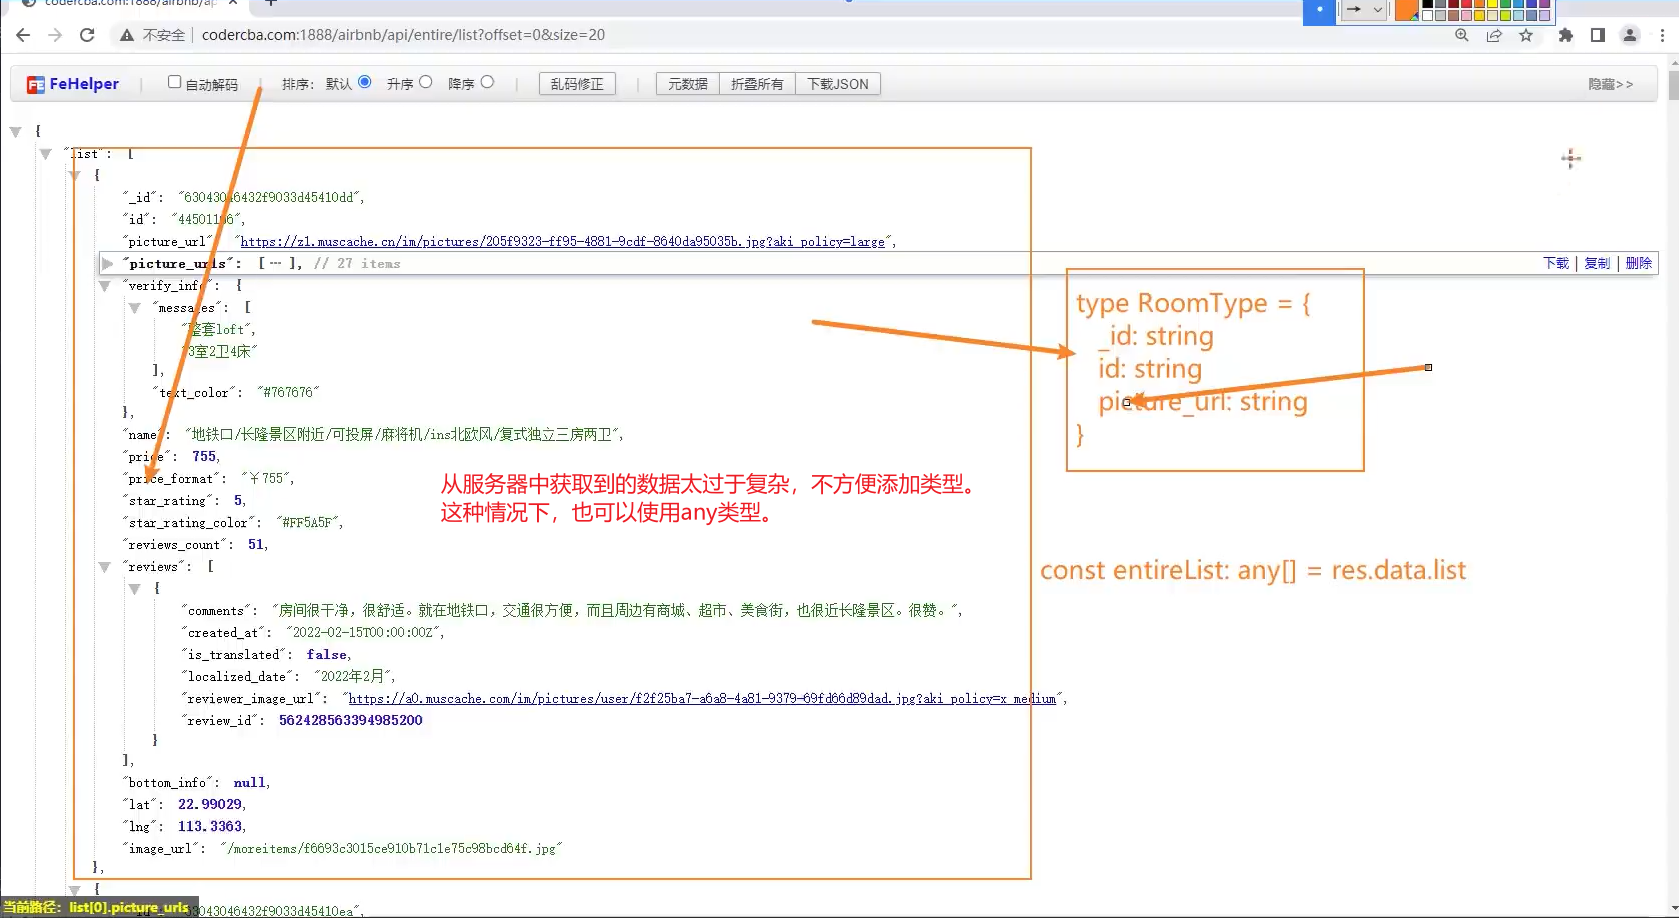 codercba.com:1888/airbnb/ap
不安全 codercba.com:1888/airbnb/api/entire/list?offset=0&size=20
FeHelper 自动解码 排序: 默认 升序 降序 乱码修正 元数据 折叠所有 下载JSON 隐藏>>
{
"list": [
{
"_id": "63043046432f9033d45410dd",
"id": "44501166",
"picture_url" "https://z1.muscache.cn/im/pictures/205f9323-ff95-4881-9cdf-8640da95035b.jpg?aki_policy=large",
"picture_urls": [ ··· ], // 27 items 下载 | 复制 | 删除
"verify_info": {
"messages": [
"整套loft",
"3室2卫4床"
],
"text_color": "#767676"
},
"name": "地铁口/长隆景区附近/可投屏/麻将机/ins北欧风/复式独立三房两卫",
"price": 755,
"price_format": "￥755",
"star_rating": 5,
"star_rating_color": "#FF5A5F",
"reviews_count": 51,
"reviews": [
{
"comments": "房间很干净，很舒适。就在地铁口，交通很方便，而且周边有商城、超市、美食街，也很近长隆景区。很赞。",
"created_at": "2022-02-15T00:00:00Z",
"is_translated": false,
"localized_date": "2022年2月",
"reviewer_image_url": "https://a0.muscache.com/im/pictures/user/f2f25ba7-a6a8-4a81-9379-69fd66d89dad.jpg?aki_policy=x_medium",
"review_id": 562428563394985200
}
],
"bottom_info": null,
"lat": 22.99029,
"lng": 113.3363,
"image_url": "/moreitems/f6693c3015ce910b71c1e75c98bcd64f.jpg"
},
{
"_id": "63043046432f9033d45410ea",
当前路径: list[0].picture_urls
type RoomType = {
_id: string
id: string
picture_url: string
}
从服务器中获取到的数据太过于复杂，不方便添加类型。
这种情况下，也可以使用any类型。
const entireList: any[] = res.data.list